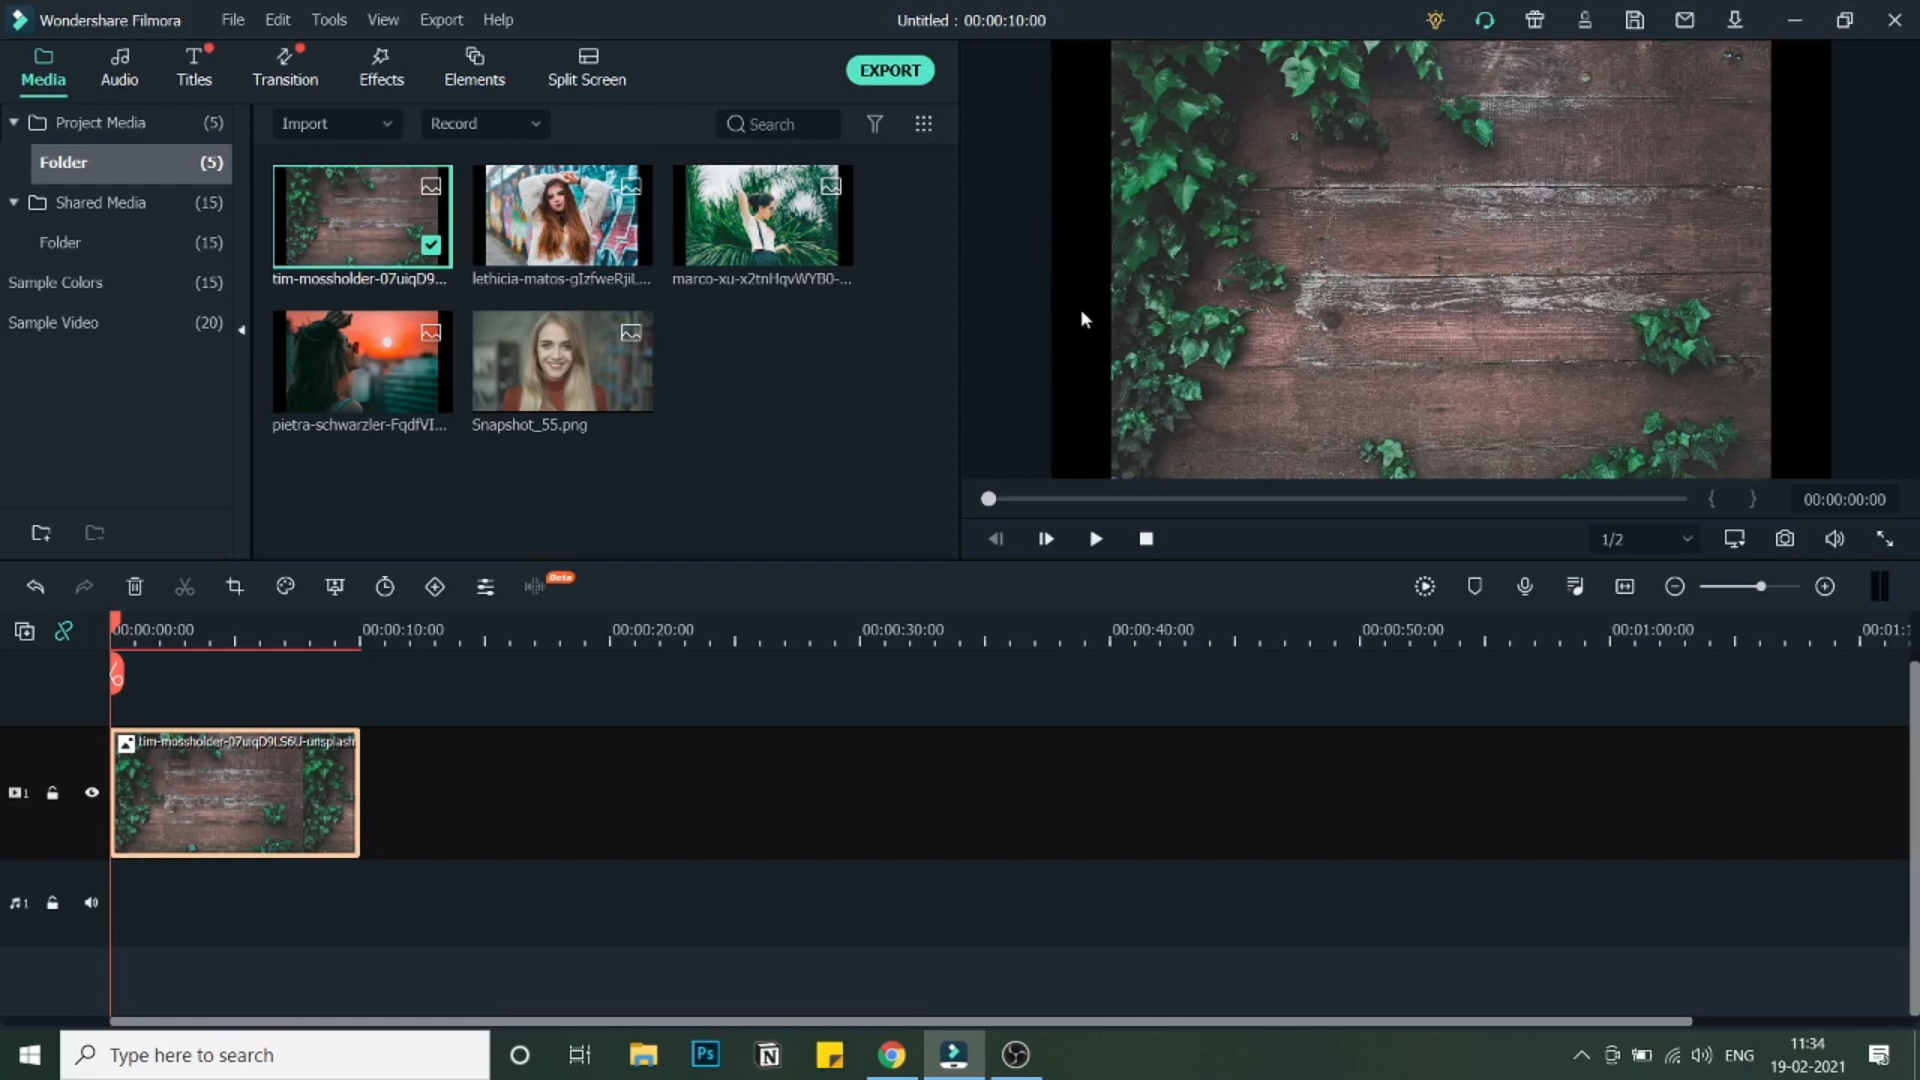 Wondershare Filmora File Edit Tools View Export Help Untitled : 00:00:10:00
Media Audio Titles Transition Effects Elements Split Screen EXPORT
Project Media (5)
Folder (5)
Shared Media (15)
Folder (15)
Sample Colors (15)
Sample Video (20)
Import Record Search
tim-mossholder-07uiqD9... lethicia-matos-gIzfweRjiL... marco-xu-x2tnHqvWYB0-...
pietra-schwarzler-FqdfVI... Snapshot_55.png
{ } 00:00:00:00
1/2
Beta
00:00:00:00 00:00:10:00 00:00:20:00 00:00:30:00 00:00:40:00 00:00:50:00 00:01:00:00 00:01:1
tim-mossholder-07uiqD9LS6U-unsplash
1
1
Type here to search Ps N ENG 11:34
19-02-2021